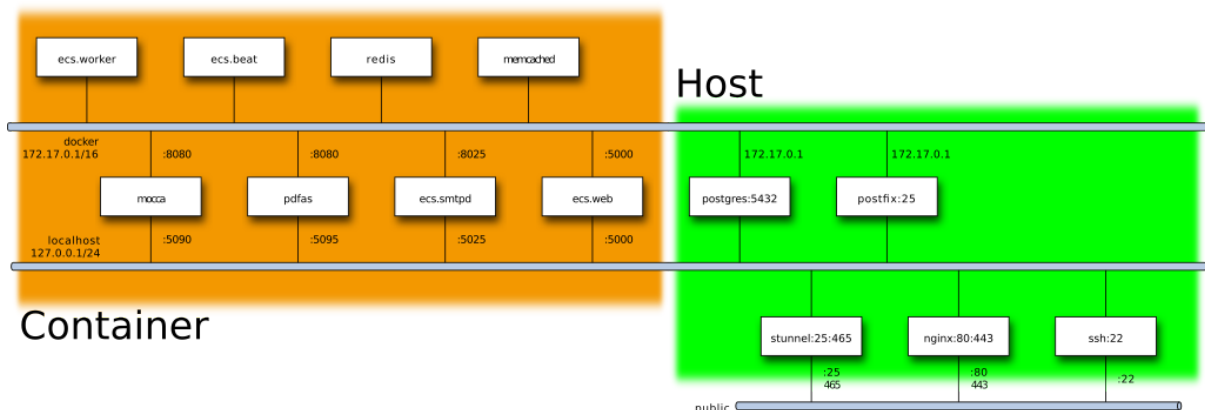 ecs.worker
ecs.beat
redis
memcached
Host
docker
172.17.0.1/16
:8080
:8080
:8025
:5000
172.17.0.1
172.17.0.1
mocca
pdfas
ecs.smtpd
ecs.web
postgres:5432
postfix:25
localhost
127.0.0.1/24
:5090
:5095
:5025
:5000
Container
stunnel:25:465
nginx:80:443
ssh:22
:25
465
:80
443
:22
public